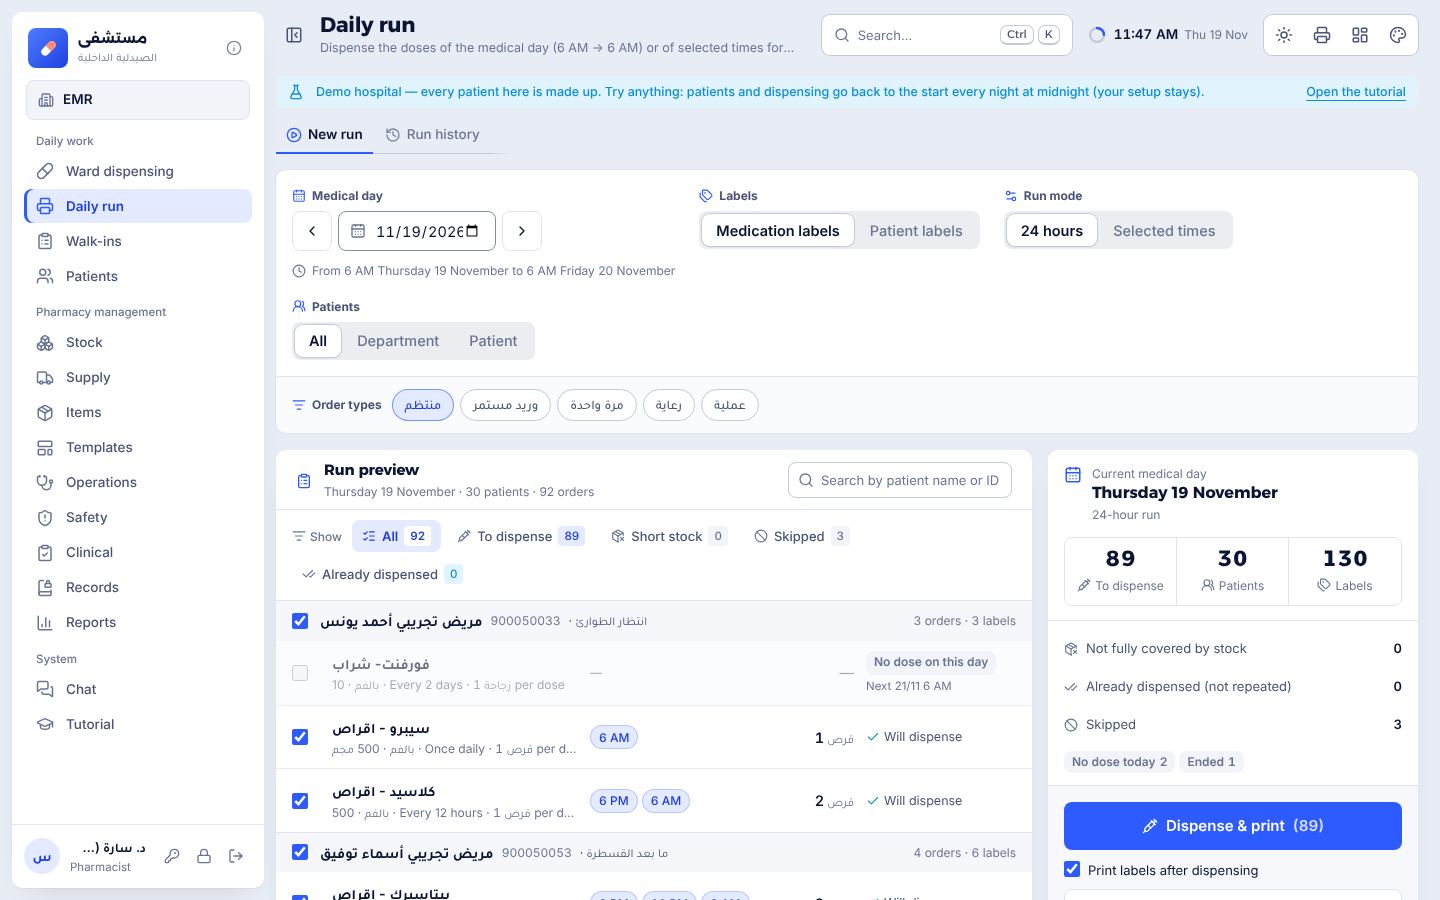 مستشفى
الصيدلية الداخلية
EMR
Daily work
Ward dispensing
Daily run
Walk-ins
Patients
Pharmacy management
Stock
Supply
Items
Templates
Operations
Safety
Clinical
Records
Reports
System
Chat
Tutorial
س
د. سارة (...
Pharmacist
Daily run
Dispense the doses of the medical day (6 AM → 6 AM) or of selected times for...
Search...
Ctrl K
11:47 AM Thu 19 Nov
Demo hospital — every patient here is made up. Try anything: patients and dispensing go back to the start every night at midnight (your setup stays).
Open the tutorial
New run
Run history
Medical day
11/19/2026
From 6 AM Thursday 19 November to 6 AM Friday 20 November
Labels
Medication labels Patient labels
Run mode
24 hours Selected times
Patients
All Department Patient
Order types منتظم وريد مستمر مرة واحدة رعاية عملية
Run preview
Thursday 19 November · 30 patients · 92 orders
Search by patient name or ID
Show All 92 To dispense 89 Short stock 0 Skipped 3
Already dispensed 0
مريض تجريبي أحمد يونس 900050033 · انتظار الطوارئ 3 orders · 3 labels
فورفنت- شراب
10 · بالفم · Every 2 days · 1 زجاجة per dose
— —
No dose on this day
Next 21/11 6 AM
سيبرو - اقراص
500 مجم · بالفم · Once daily · 1 قرص per d...
6 AM
1 قرص Will dispense
كلاسيد - اقراص
500 · بالفم · Every 12 hours · 1 قرص per d...
6 PM 6 AM
2 قرص Will dispense
مريض تجريبي أسماء توفيق 900050053 · ما بعد القسطرة 4 orders · 6 labels
Current medical day
Thursday 19 November
24-hour run
89 To dispense
30 Patients
130 Labels
Not fully covered by stock 0
Already dispensed (not repeated) 0
Skipped 3
No dose today 2 Ended 1
Dispense & print (89)
Print labels after dispensing